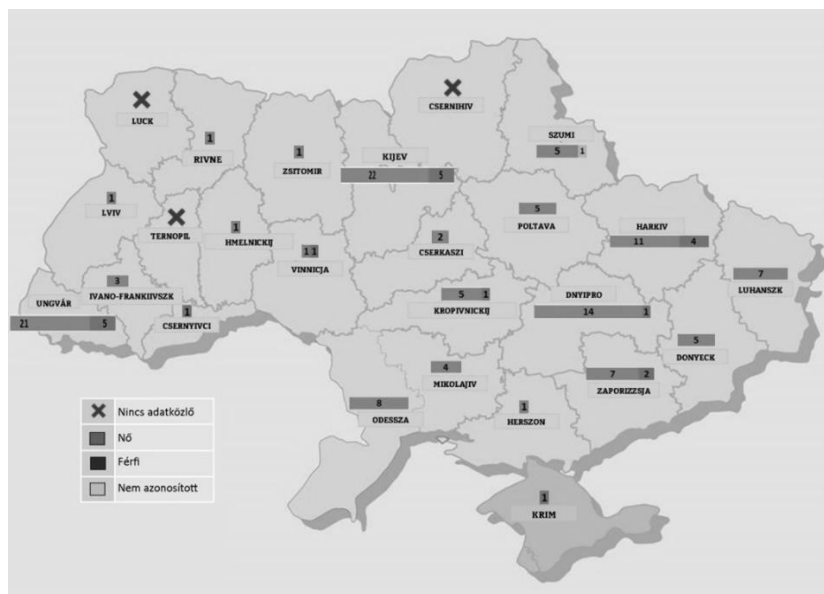 CSERNIHIV
LUCK
SZUMI
5 1
1
RIVNE
1
ZSITOMIR
KIJEV
22 5
1
LVIV
TERNOPIL
1
HMELNICKIJ
1 1
VINNICJA
2
CSERKASZI
5
POLTAVA
HARKIV
11 4
7
LUHANSZK
3
IVANO-FRANKIIVSZK
UNGVÁR
21 5
1
CSERNYIVCI
5 1
KROPIVNICKIJ
DNYIPRO
14 1
5
DONYECK
4
MIKOLAJIV
7 2
ZAPORIZZSJA
8
ODESSZA
1
HERSZON
1
KRIM
Nincs adatközlő
Nő
Férfi
Nem azonosított